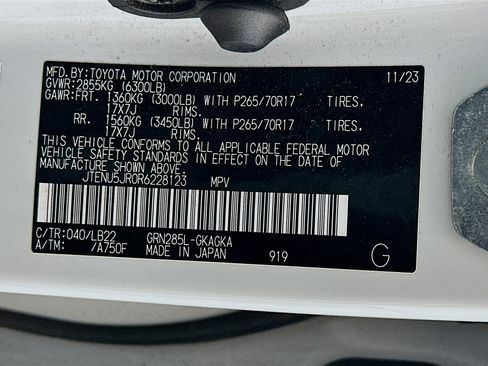 MFD.BY:TOYOTA MOTOR CORPORATION 11/23
GVWR:2855KG (6300LB)
GAWR:FRT. 1360KG (3000LB) WITH P265/70R17 TIRES.
17X7J RIMS.
RR. 1560KG (3450LB) WITH P265/70R17 TIRES.
17X7J RIMS.
THIS VEHICLE CONFORMS TO ALL APPLICABLE FEDERAL MOTOR
VEHICLE SAFETY STANDARDS IN EFFECT ON THE DATE OF
MANUFACTURE SHOWN ABOVE.
JTENU5JR0R6228123 MPV
C/TR:040/LB22 GRN285L-GKAGKA
A/TM: /A750F MADE IN JAPAN 919 G